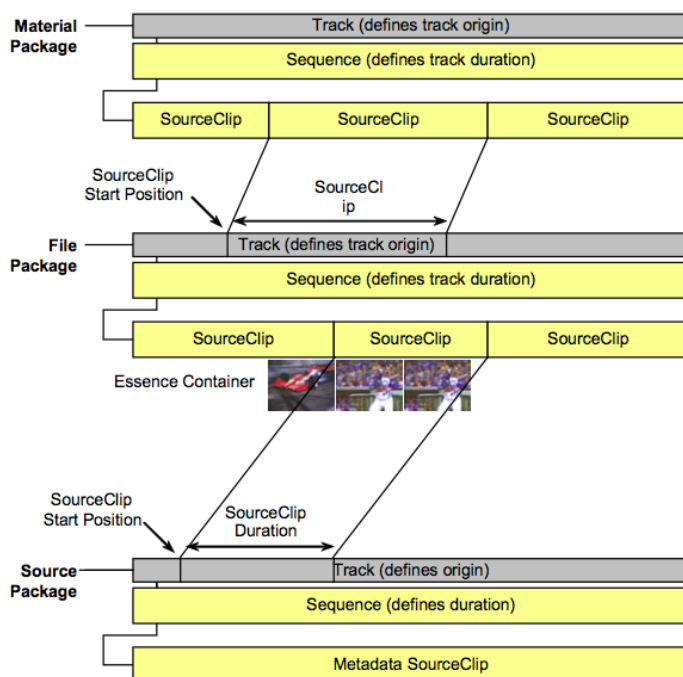 Material
Package
Track (defines track origin)
Sequence (defines track duration)
SourceClip
SourceClip
SourceClip
SourceClip
Start Position
SourceCl
ip
File
Package
Track (defines track origin)
Sequence (defines track duration)
SourceClip
SourceClip
SourceClip
Essence Container
SourceClip
Start Position
SourceClip
Duration
Source
Package
Track (defines origin)
Sequence (defines duration)
Metadata SourceClip